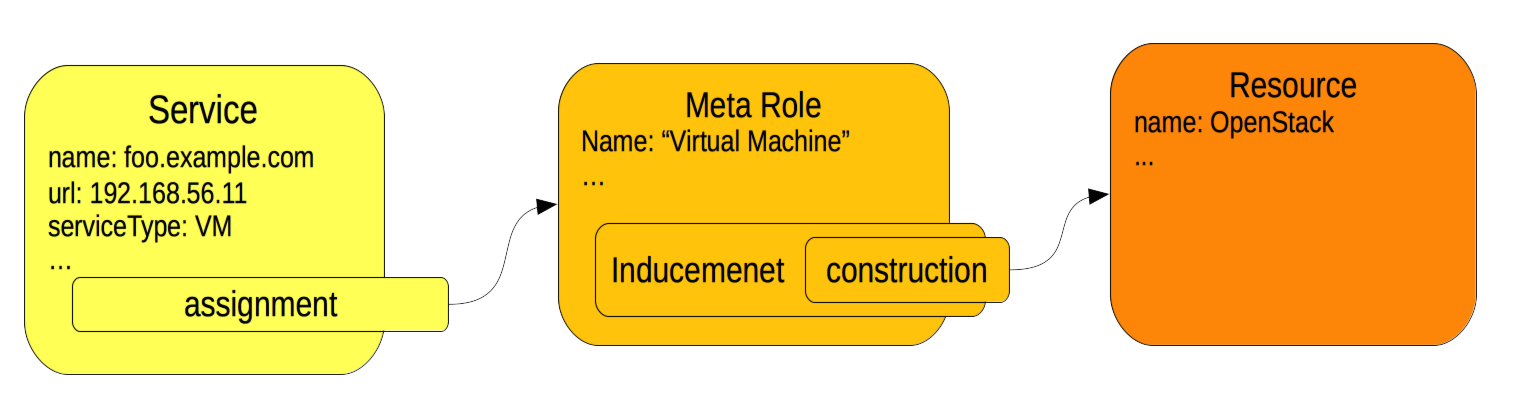 Service
name: foo.example.com
url: 192.168.56.11
serviceType: VM
...
assignment
Meta Role
Name: “Virtual Machine”
...
Inducemenet
construction
Resource
name: OpenStack
...